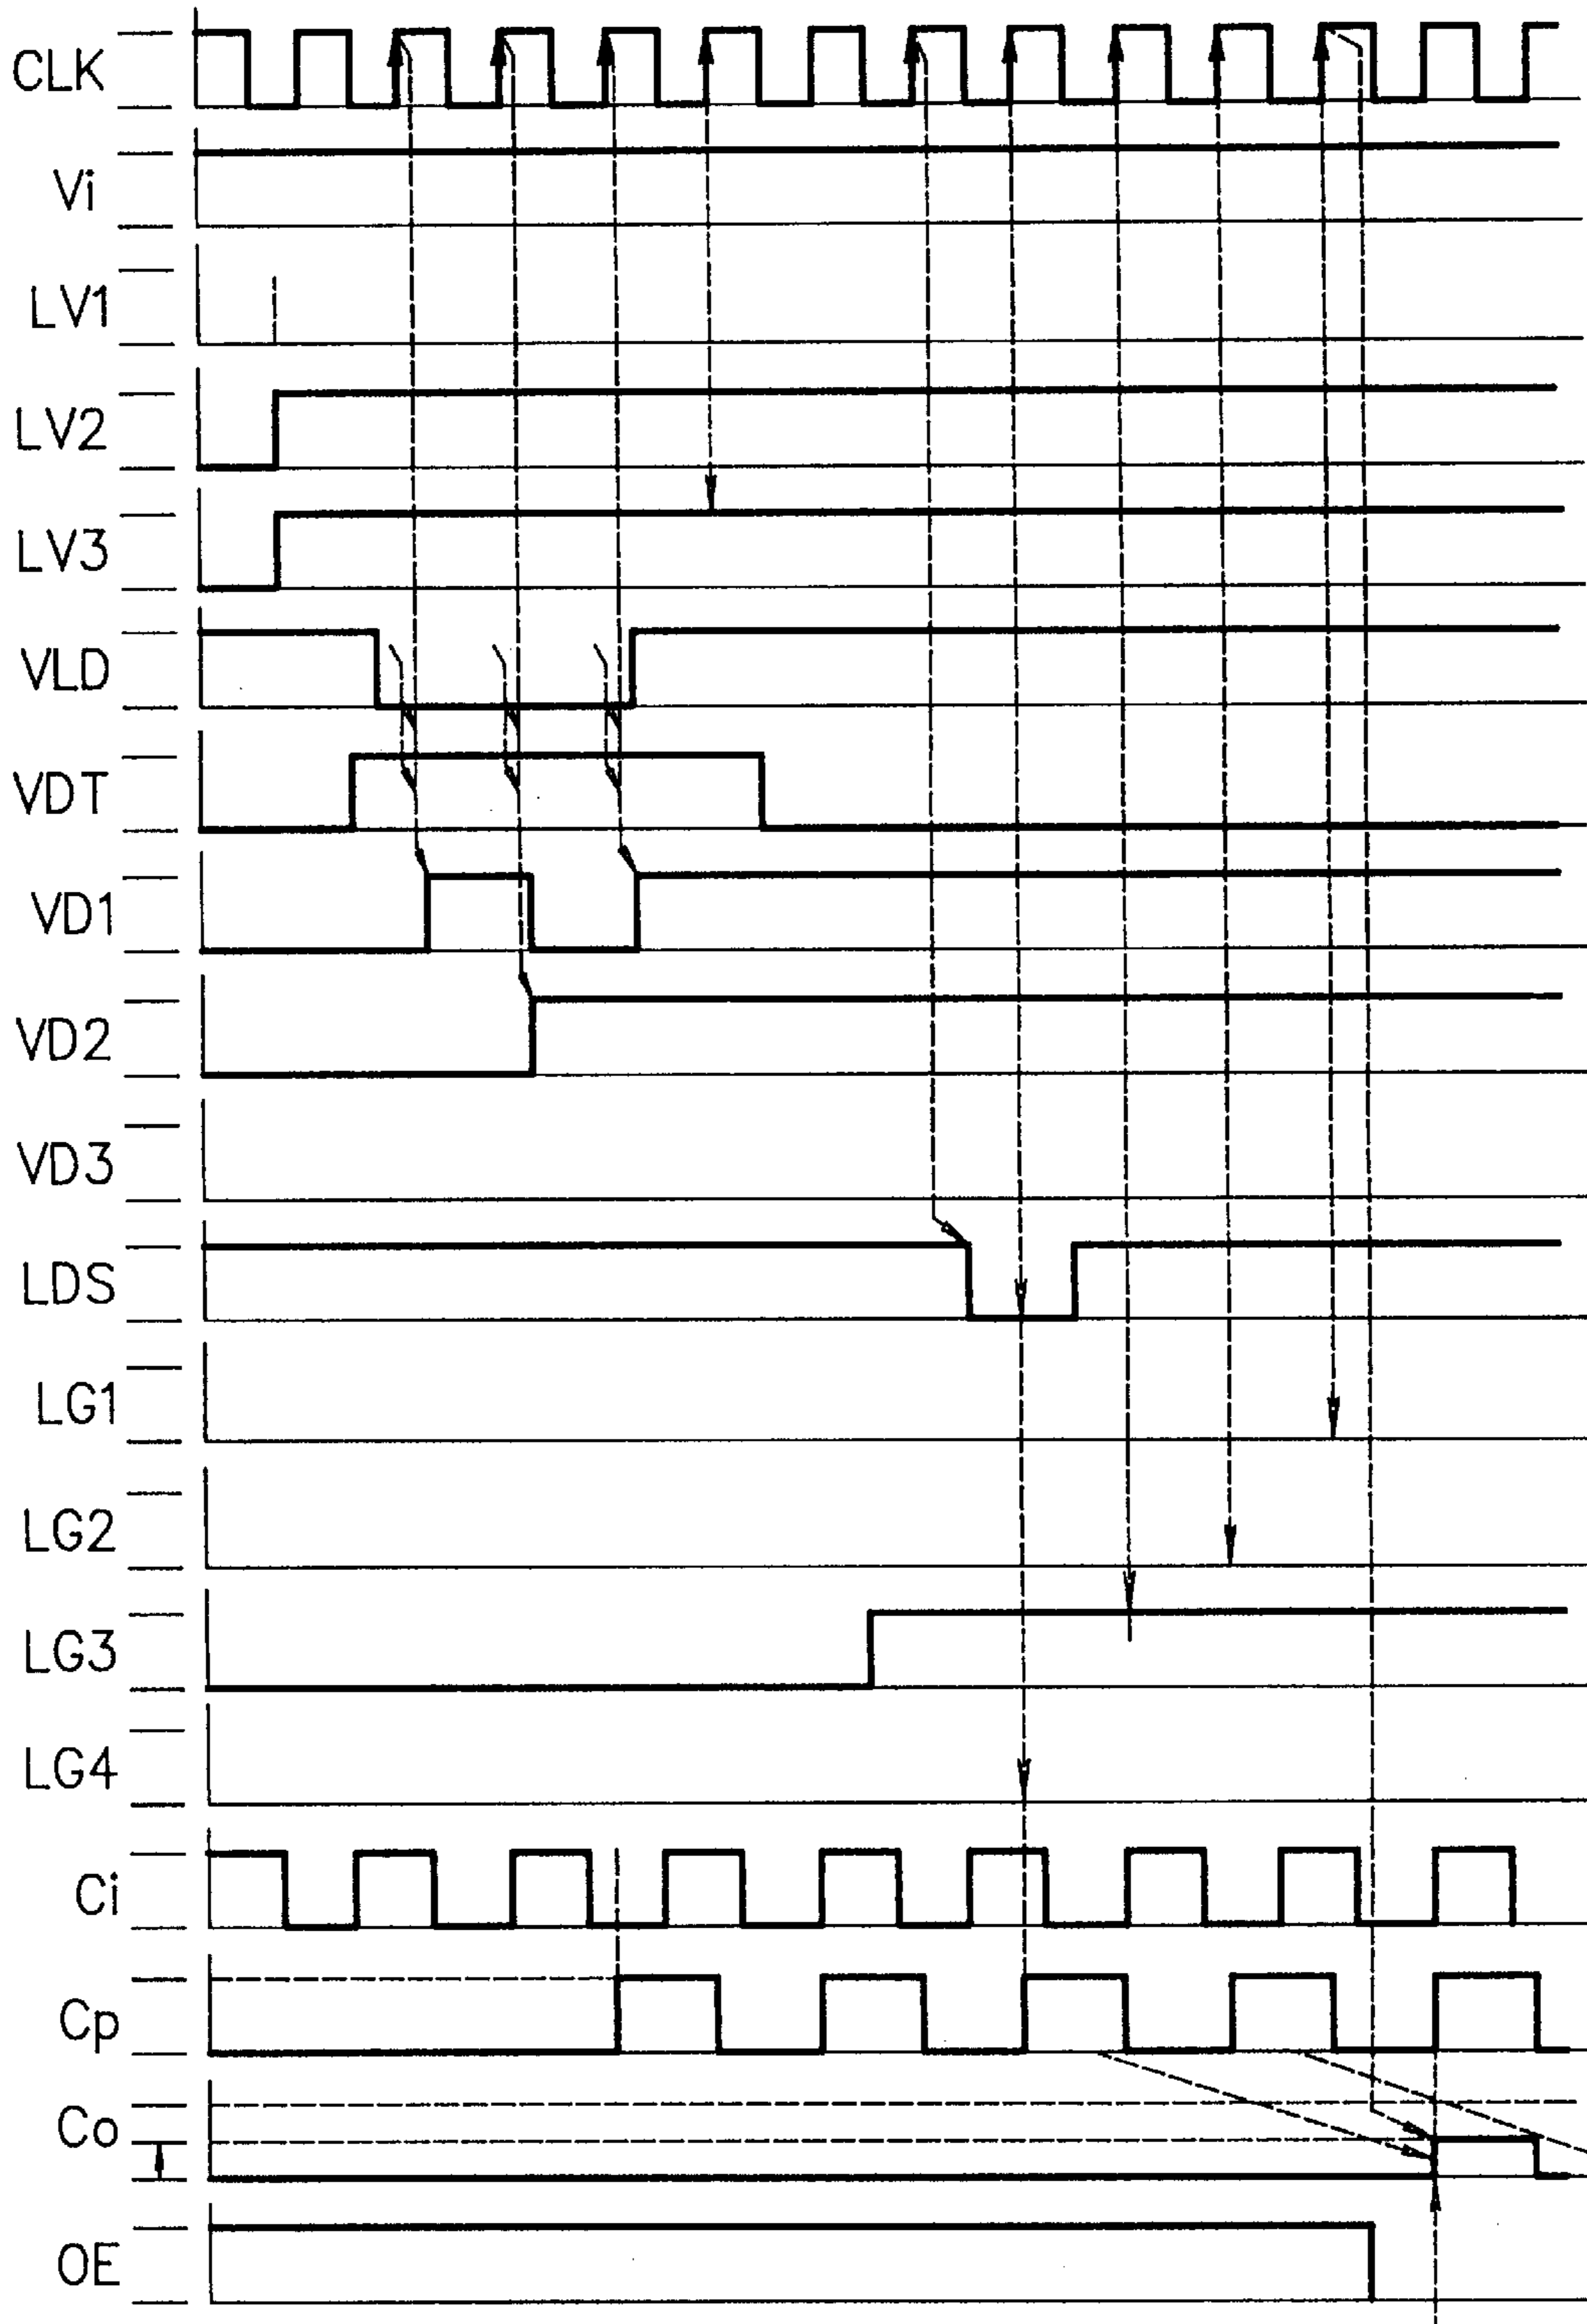 CLK
Vi
LV1
LV2
LV3
VLD
VDT
VD1
VD2
VD3
LDS
LG1
LG2
LG3
LG4
Ci
Cp
Co
OE